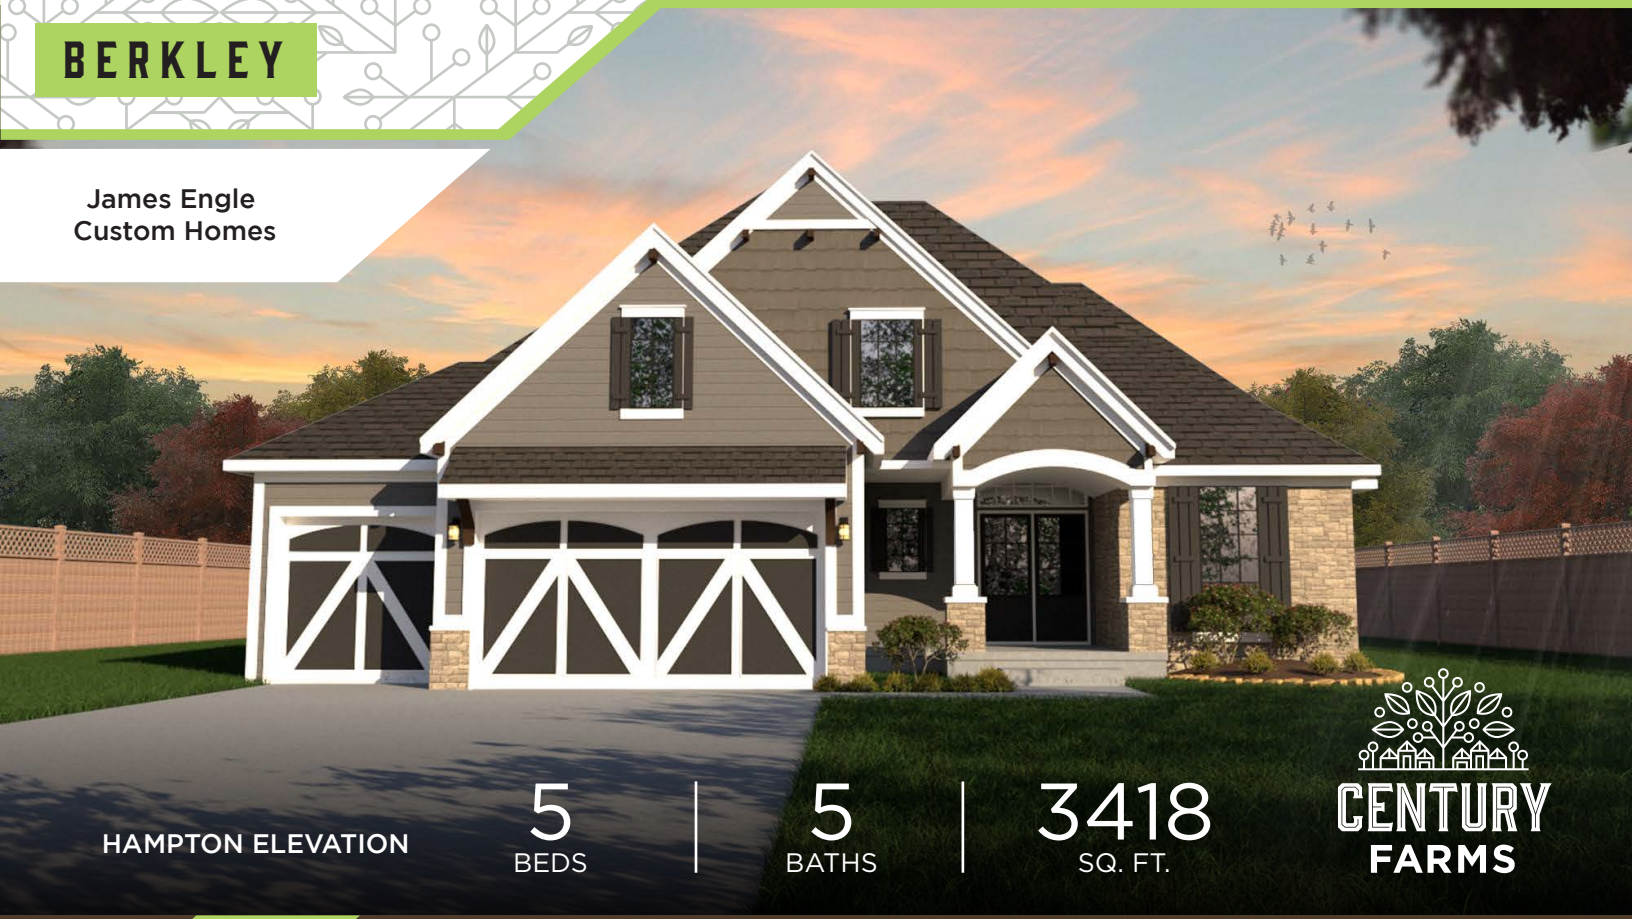 BERKLEY
James Engle
Custom Homes
HAMPTON ELEVATION
5
BEDS
5
BATHS
3418
SQ. FT.
CENTURY
FARMS